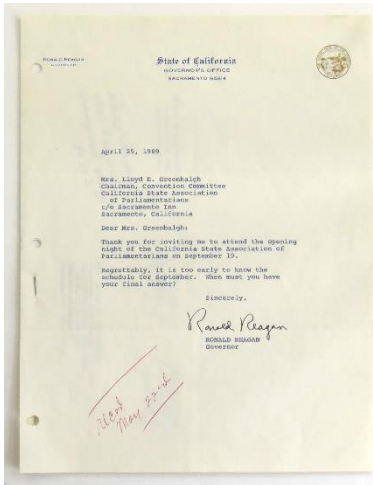 RONALD REAGAN
GOVERNOR
State of California
GOVERNOR'S OFFICE
SACRAMENTO 95814
April 25, 1969
Mrs. Lloyd E. Greenhalgh
Chairman, Convention Committee
California State Association
of Parliamentarians
c/o Sacramento Inn
Sacramento, California
Dear Mrs. Greenhalgh:
Thank you for inviting me to attend the opening
night of the California State Association of
Parliamentarians on September 19.
Regrettably, it is too early to know the
schedule for September. When must you have
your final answer?
Sincerely,
Ronald Reagan
RONALD REAGAN
Governor
May 22nd